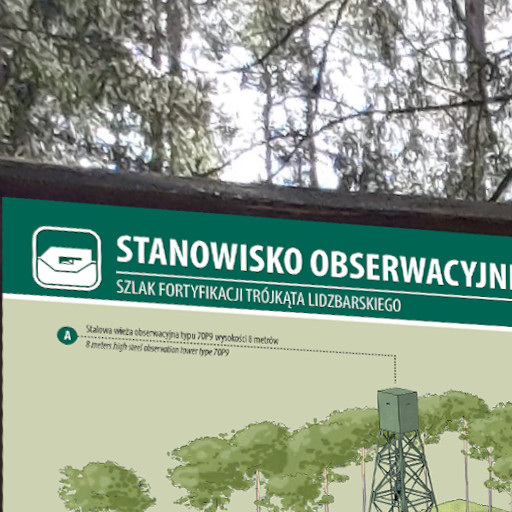 STANOWISKO OBSERWACYJN
SZLAK FORTYFIKACJI TRÓJKĄTA LIDZBARSKIEGO
A
Stalowa wieża obserwacyjna typu 70P9 wysokości 8 metrów
8 meters high steel observation tower type 70P9